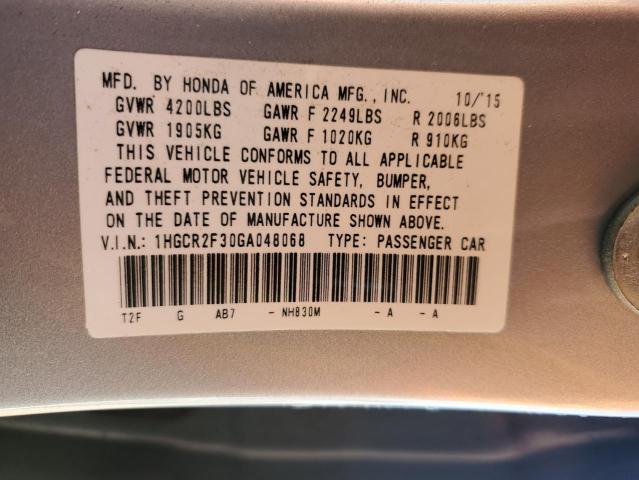 MFD. BY HONDA OF AMERICA MFG., INC. 10/'15
GVWR 4200LBS GAWR F 2249LBS R 2006LBS
GVWR 1905KG GAWR F 1020KG R 910KG
THIS VEHICLE CONFORMS TO ALL APPLICABLE
FEDERAL MOTOR VEHICLE SAFETY, BUMPER,
AND THEFT PREVENTION STANDARDS IN EFFECT
ON THE DATE OF MANUFACTURE SHOWN ABOVE.
V.I.N.: 1HGCR2F30GA048068 TYPE: PASSENGER CAR
T2F G AB7 - NH830M - A - A